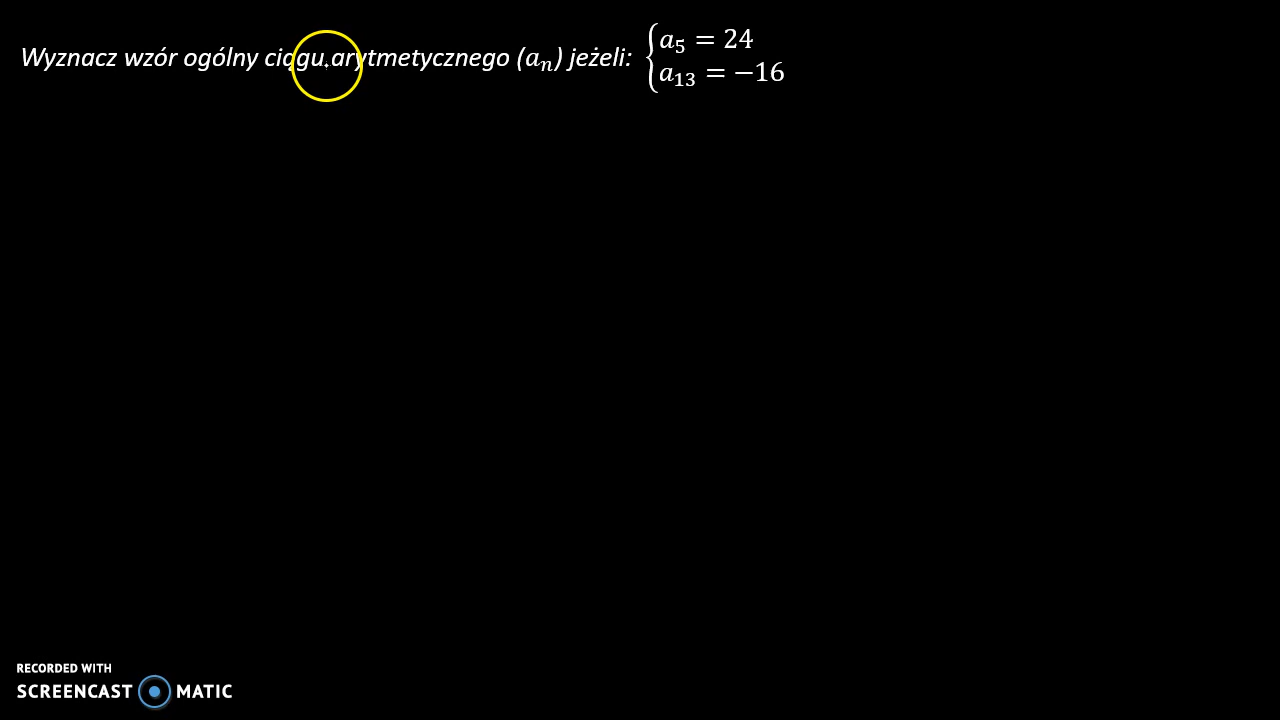 Wyznacz wzór ogólny ciągu arytmetycznego (aₙ) jeżeli: { a₅ = 24
a₁₃ = −16
RECORDED WITH
SCREENCAST MATIC